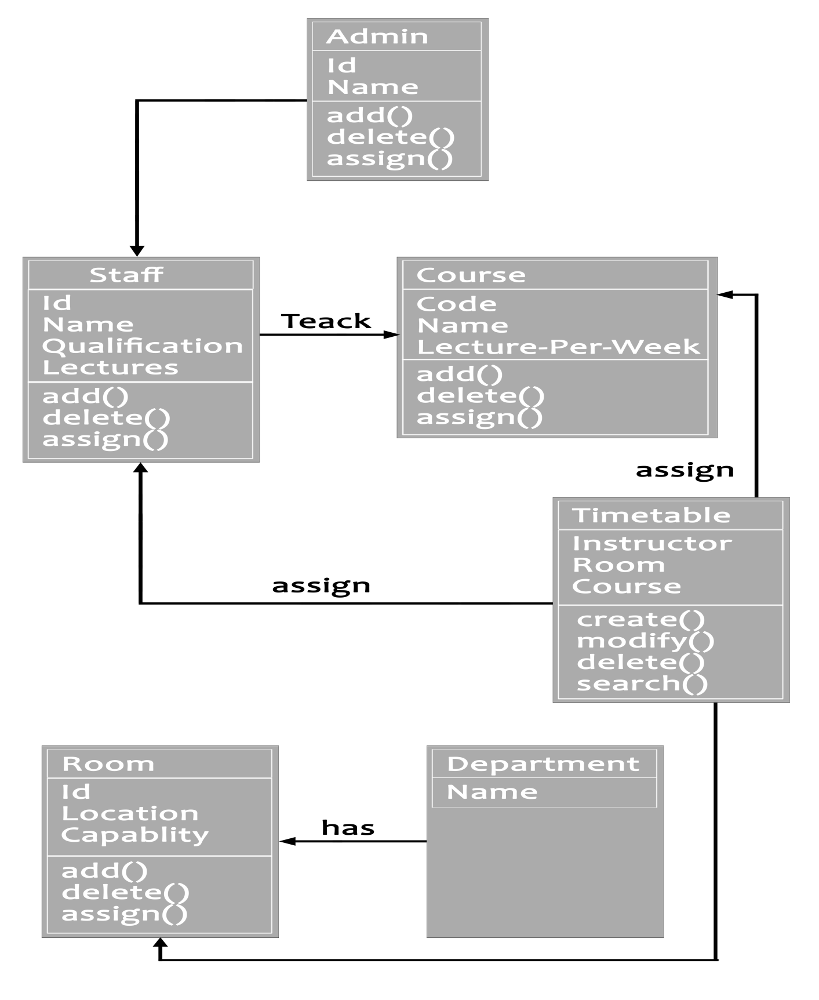 Admin
Id
Name
add()
delete()
assign()
Staff
Id
Name
Qualification
Lectures
add()
delete()
assign()
Teack
Course
Code
Name
Lecture-Per-Week
add()
delete()
assign()
assign
Timetable
Instructor
Room
Course
create()
modify()
delete()
search()
assign
Room
Id
Location
Capablity
add()
delete()
assign()
has
Department
Name